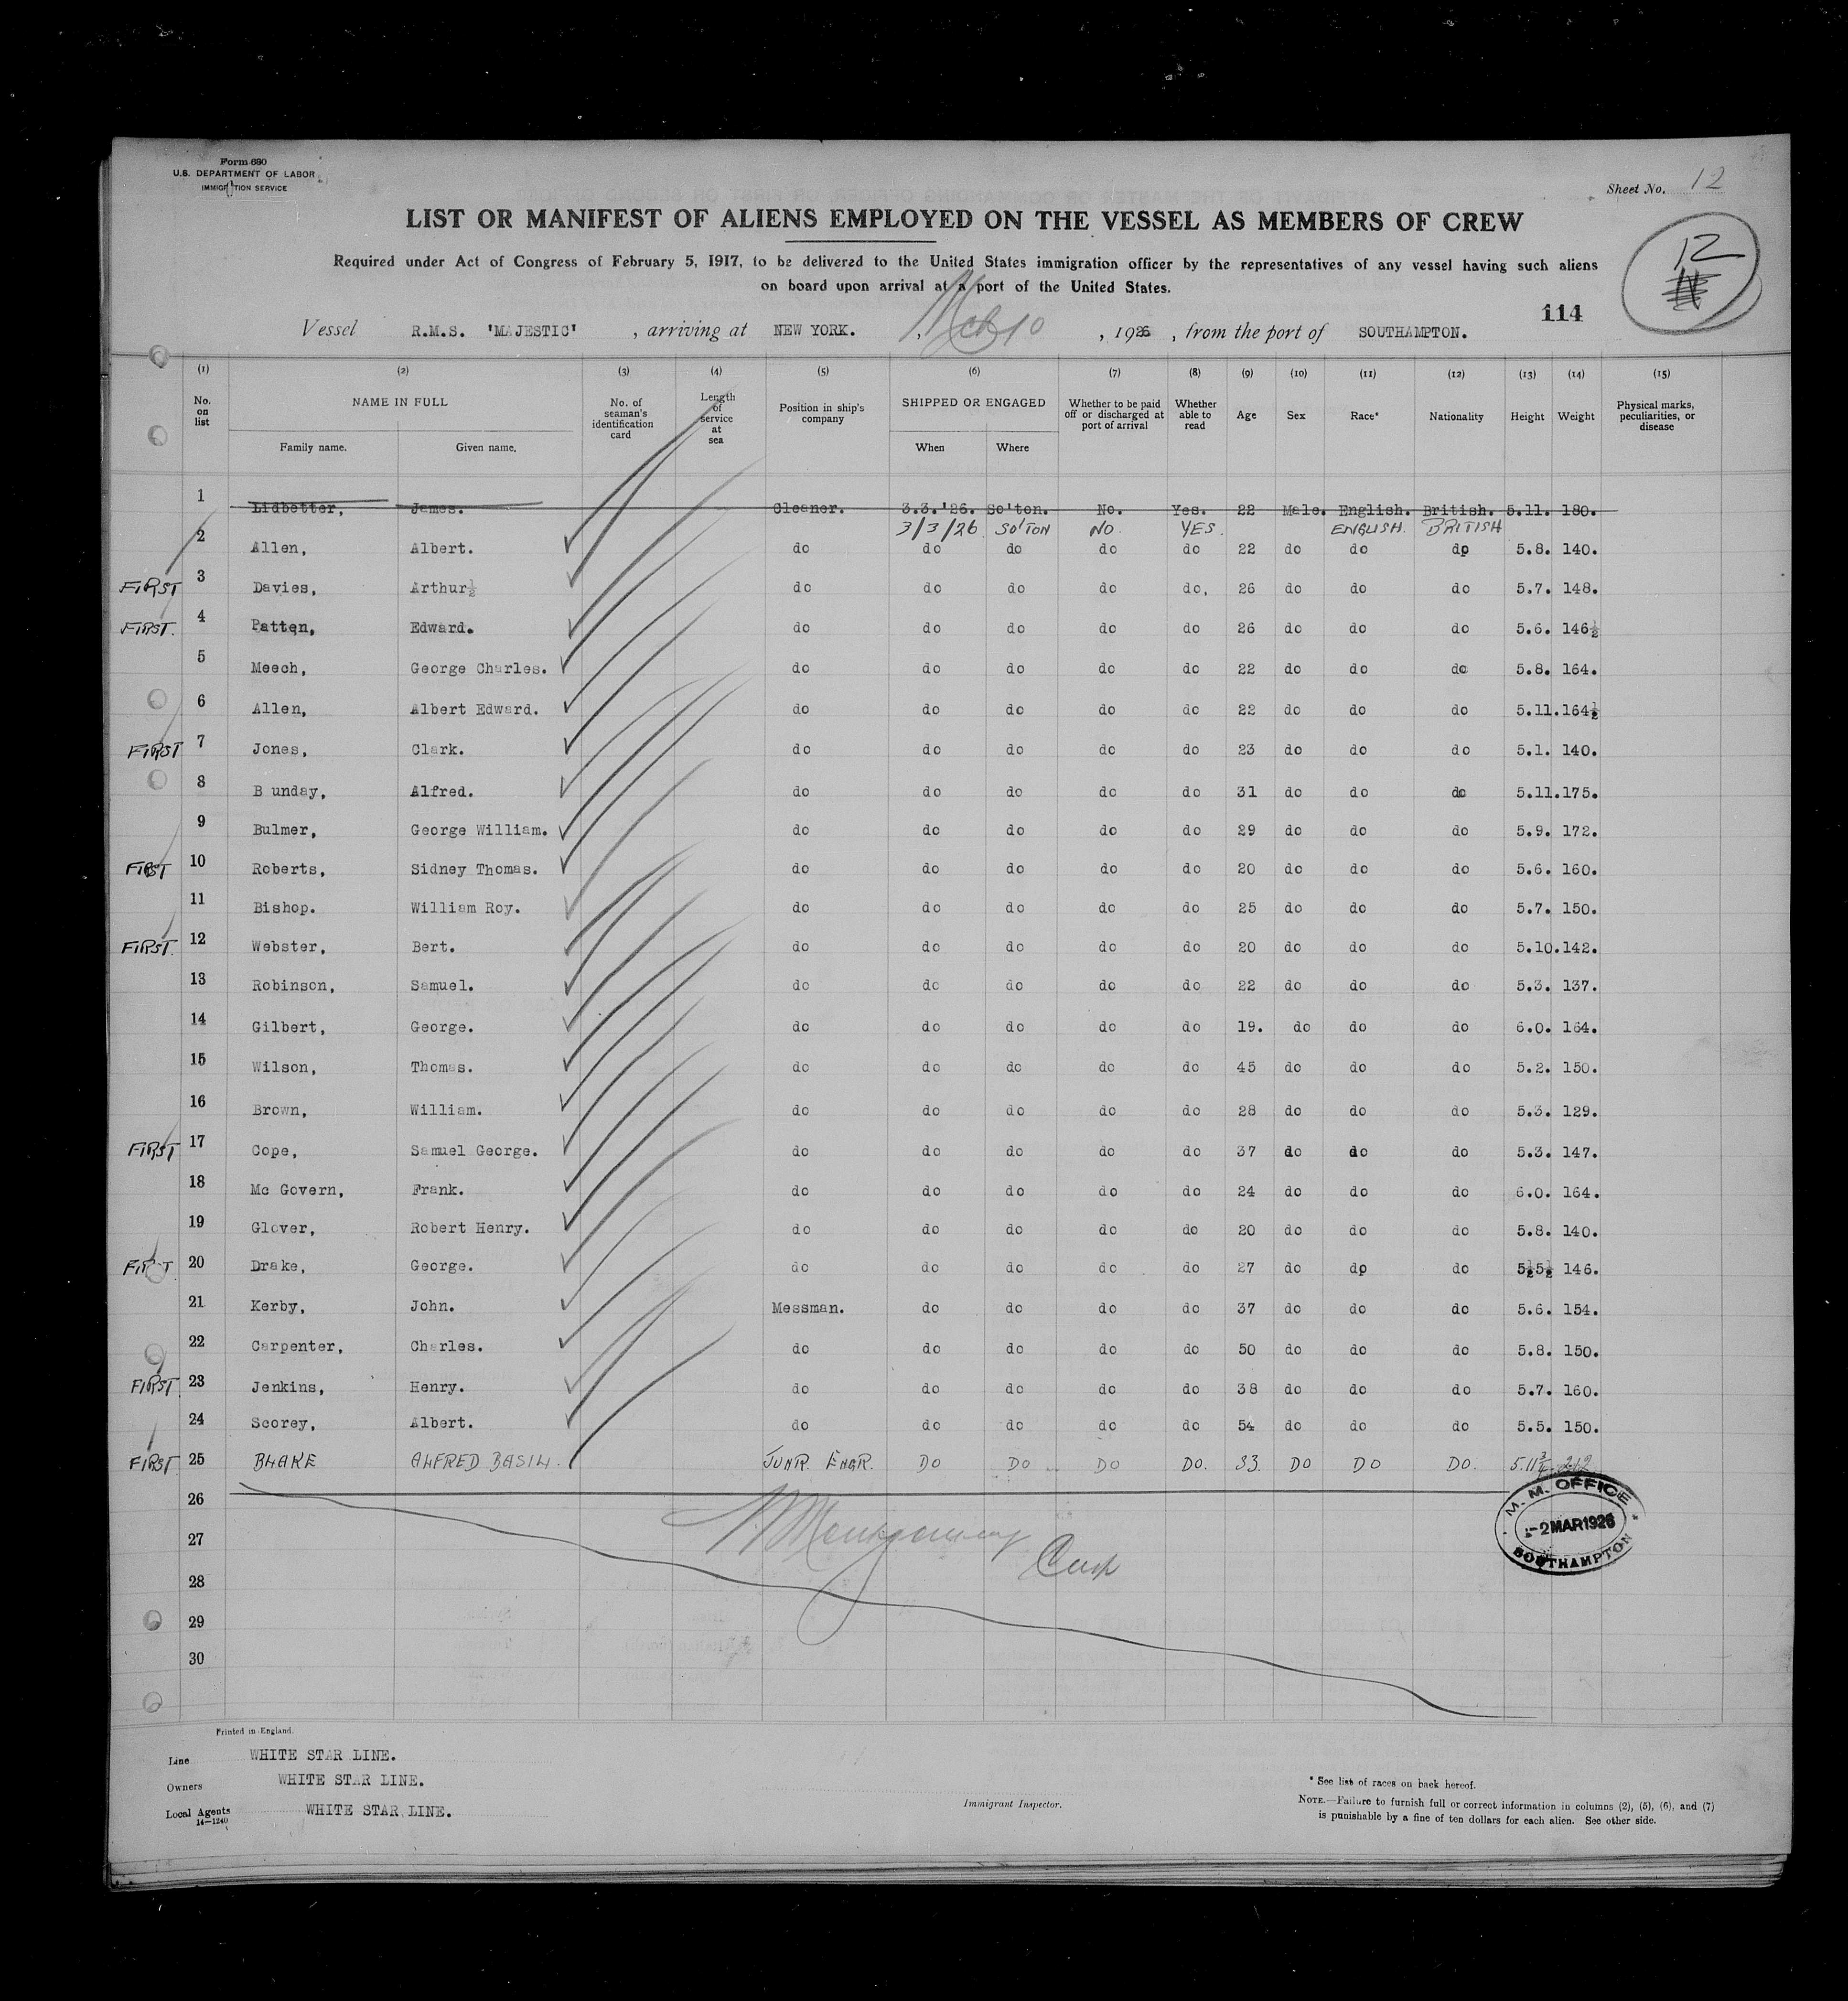 Form 680
U.S. DEPARTMENT OF LABOR
IMMIGRATION SERVICE
Sheet No. 12
LIST OR MANIFEST OF ALIENS EMPLOYED ON THE VESSEL AS MEMBERS OF CREW
12
Required under Act of Congress of February 5, 1917, to be delivered to the United States immigration officer by the representatives of any vessel having such aliens
on board upon arrival at a port of the United States.
114
Vessel R.M.S. 'MAJESTIC' , arriving at NEW YORK. , Mch 10 , 1926 , from the port of SOUTHAMPTON.
(1) (2) (3) (4) (5) (6) (7) (8) (9) (10) (11) (12) (13) (14) (15)
No. on list NAME IN FULL Family name. Given name. No. of seaman's identification card Length of service at sea Position in ship's company SHIPPED OR ENGAGED When Where Whether to be paid off or discharged at port of arrival Whether able to read Age Sex Race* Nationality Height Weight Physical marks, peculiarities, or disease
1 Lidbetter, James. Cleaner. 3.3.'26. So'ton. No. Yes. 22 Male. English. British. 5.11. 180.
3/3/26 SO'TON NO. YES. ENGLISH. BRITISH
2 Allen, Albert. do do do do do 22 do do do 5.8. 140.
FIRST 3 Davies, Arthur½ do do do do do, 26 do do do 5.7. 148.
FIRST. 4 Patten, Edward. do do do do do 26 do do do 5.6. 146½
5 Meech, George Charles. do do do do do 22 do do do 5.8. 164.
6 Allen, Albert Edward. do do do do do 22 do do do 5.11. 164½
FIRST 7 Jones, Clark. do do do do do 23 do do do 5.1. 140.
8 B unday, Alfred. do do do do do 31 do do do 5.11. 175.
9 Bulmer, George William. do do do do do 29 do do do 5.9. 172.
FIRST 10 Roberts, Sidney Thomas. do do do do do 20 do do do 5.6. 160.
11 Bishop. William Roy. do do do do do 25 do do do 5.7. 150.
FIRST. 12 Webster, Bert. do do do do do 20 do do do 5.10. 142.
13 Robinson, Samuel. do do do do do 22 do do do 5.3. 137.
14 Gilbert, George. do do do do do 19. do do do 6.0. 164.
15 Wilson, Thomas. do do do do do 45 do do do 5.2. 150.
16 Brown, William. do do do do do 28 do do do 5.3. 129.
FIRST 17 Cope, Samuel George. do do do do do 37 do do do 5.3. 147.
18 Mc Govern, Frank. do do do do do 24 do do do 6.0. 164.
19 Glover, Robert Henry. do do do do do 20 do do do 5.8. 140.
FIRST 20 Drake, George. do do do do do 27 do do do 5½5½ 146.
21 Kerby, John. Messman. do do do do 37 do do do 5.6. 154.
22 Carpenter, Charles. do do do do do 50 do do do 5.8. 150.
FIRST 23 Jenkins, Henry. do do do do do 38 do do do 5.7. 160.
24 Scorey, Albert. do do do do do 54 do do do 5.5. 150.
FIRST. 25 BLAKE ALFRED BASIL. JUNR. ENGR. DO DO DO DO. 33. DO DO DO. 5.11¾ 212
26
27
28
29
30
Montgomery
M. M. OFFICE
-2 MAR 1926
SOUTHAMPTON
Printed in England.
Line WHITE STAR LINE.
Owners WHITE STAR LINE.
Local Agents WHITE STAR LINE.
14—1240
Immigrant Inspector.
* See list of races on back hereof.
NOTE.—Failure to furnish full or correct information in columns (2), (5), (6), and (7)
is punishable by a fine of ten dollars for each alien. See other side.